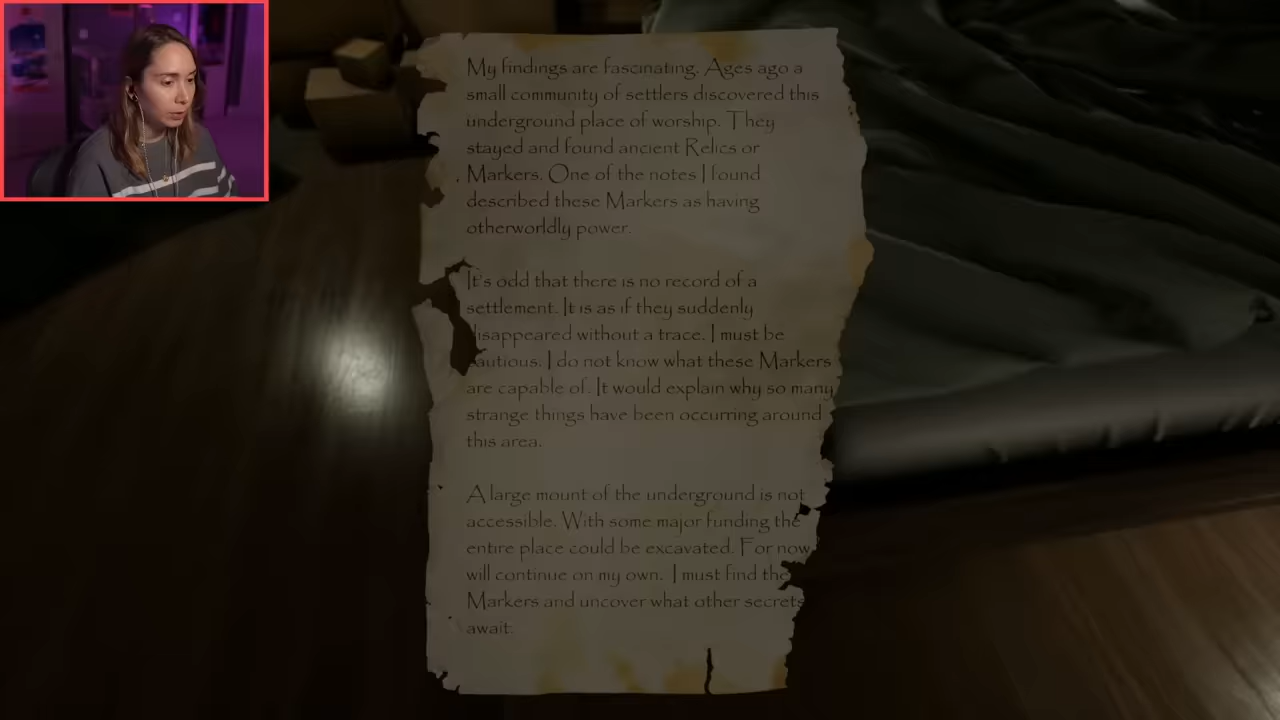 My findings are fascinating. Ages ago a
small community of settlers discovered this
underground place of worship. They
stayed and found ancient Relics or
Markers. One of the notes I found
described these Markers as having
otherworldly power.
It's odd that there is no record of a
settlement. It is as if they suddenly
disappeared without a trace. I must be
cautious. I do not know what these Markers
are capable of. It would explain why so many
strange things have been occurring around
this area.
A large mount of the underground is not
accessible. With some major funding the
entire place could be excavated. For now
will continue on my own. I must find the
Markers and uncover what other secrets
await.